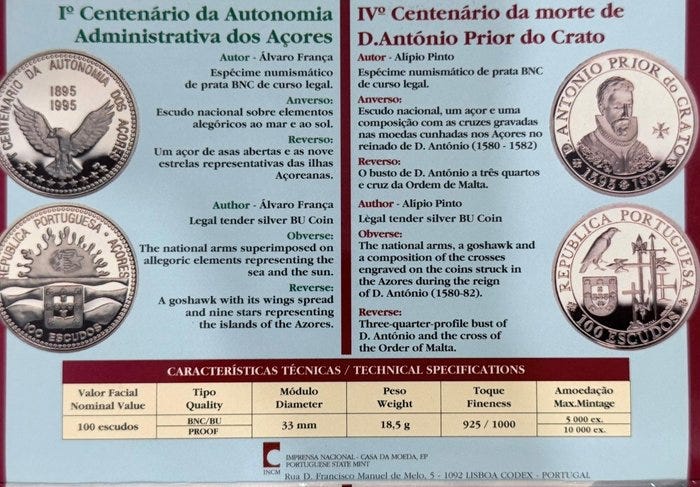 Iº Centenário da Autonomia
Administrativa dos Açores
Autor - Álvaro França
Espécime numismático
de prata BNC de curso legal.
Anverso:
Escudo nacional sobre elementos
alegóricos ao mar e ao sol.
Reverso:
Um açor de asas abertas e as nove
estrelas representativas das ilhas
Açoreanas.
Author - Álvaro França
Legal tender silver BU Coin
Obverse:
The national arms superimposed on
allegoric elements representing the
sea and the sun.
Reverse:
A goshawk with its wings spread
and nine stars representing
the islands of the Azores.
CENTENÁRIO DA AUTONOMIA DOS AÇORES
1895
1995
REPÚBLICA PORTUGUESA · AÇORES
100 ESCUDOS
IVº Centenário da morte de
D.António Prior do Crato
Autor - Alípio Pinto
Espécime numismático de prata BNC
de curso legal.
Anverso:
Escudo nacional, um açor e uma
composição com as cruzes gravadas
nas moedas cunhadas nos Açores no
reinado de D. António (1580 - 1582)
Reverso:
O busto de D. António a três quartos
e cruz da Ordem de Malta.
Author - Alípio Pinto
Legal tender silver BU Coin
Obverse:
The national arms, a goshawk and
a composition of the crosses
engraved on the coins struck in
the Azores during the reign
of D. António (1580-82).
Reverse:
Three-quarter-profile bust of
D. António and the cross of
the Order of Malta.
D. ANTÓNIO PRIOR do CRATO
1595 · 1995
REPUBLICA PORTUGUESA
100 ESCUDOS
CARACTERÍSTICAS TÉCNICAS / TECHNICAL SPECIFICATIONS
Valor Facial Tipo Módulo Peso Toque Amoedação
Nominal Value Quality Diameter Weight Fineness Max.Mintage
100 escudos BNC/BU 33 mm 18,5 g 925 / 1000 5 000 ex.
PROOF 10 000 ex.
INCM
IMPRENSA NACIONAL - CASA DA MOEDA, EP
PORTUGUESE STATE MINT
Rua D. Francisco Manuel de Melo, 5 - 1092 LISBOA CODEX - PORTUGAL